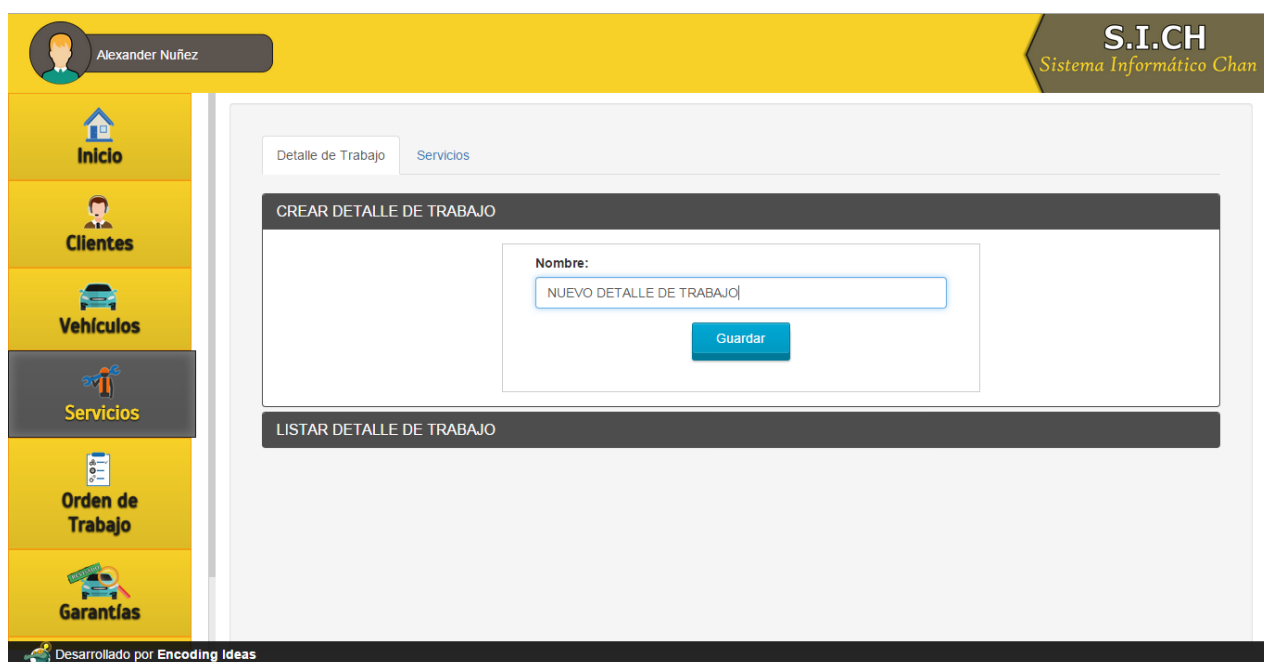 Alexander Nuñez
S.I.CH
Sistema Informático Chan
Inicio
Clientes
Vehículos
Servicios
Orden de
Trabajo
Garantías
Detalle de Trabajo
Servicios
CREAR DETALLE DE TRABAJO
Nombre:
NUEVO DETALLE DE TRABAJO
Guardar
LISTAR DETALLE DE TRABAJO
Desarrollado por Encoding Ideas